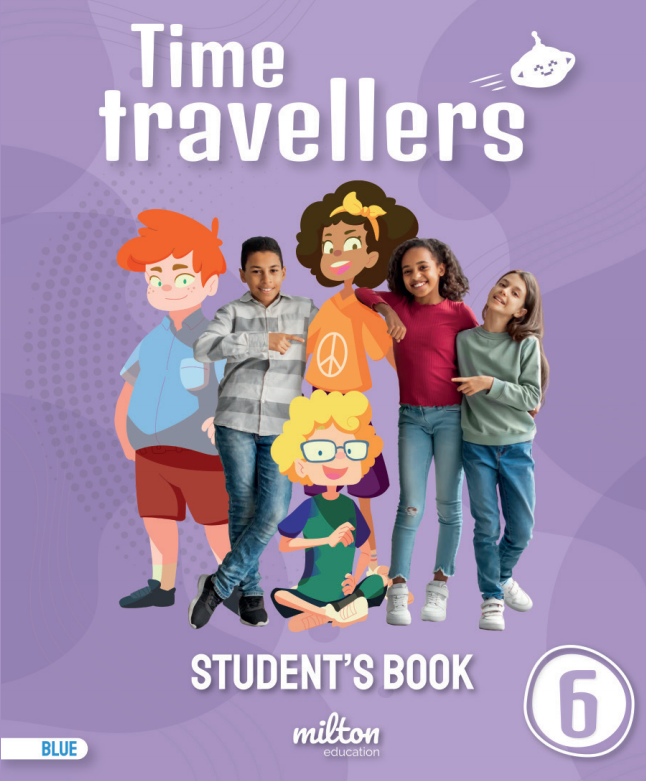 Time
travellers
STUDENT'S BOOK
6
milton
education
BLUE